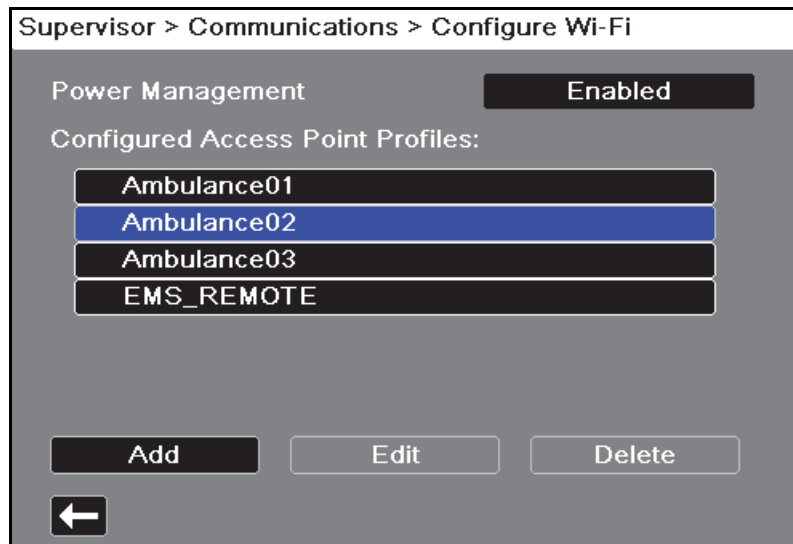 Supervisor > Communications > Configure Wi-Fi
Power Management Enabled
Configured Access Point Profiles:
Ambulance01
Ambulance02
Ambulance03
EMS_REMOTE
Add Edit Delete